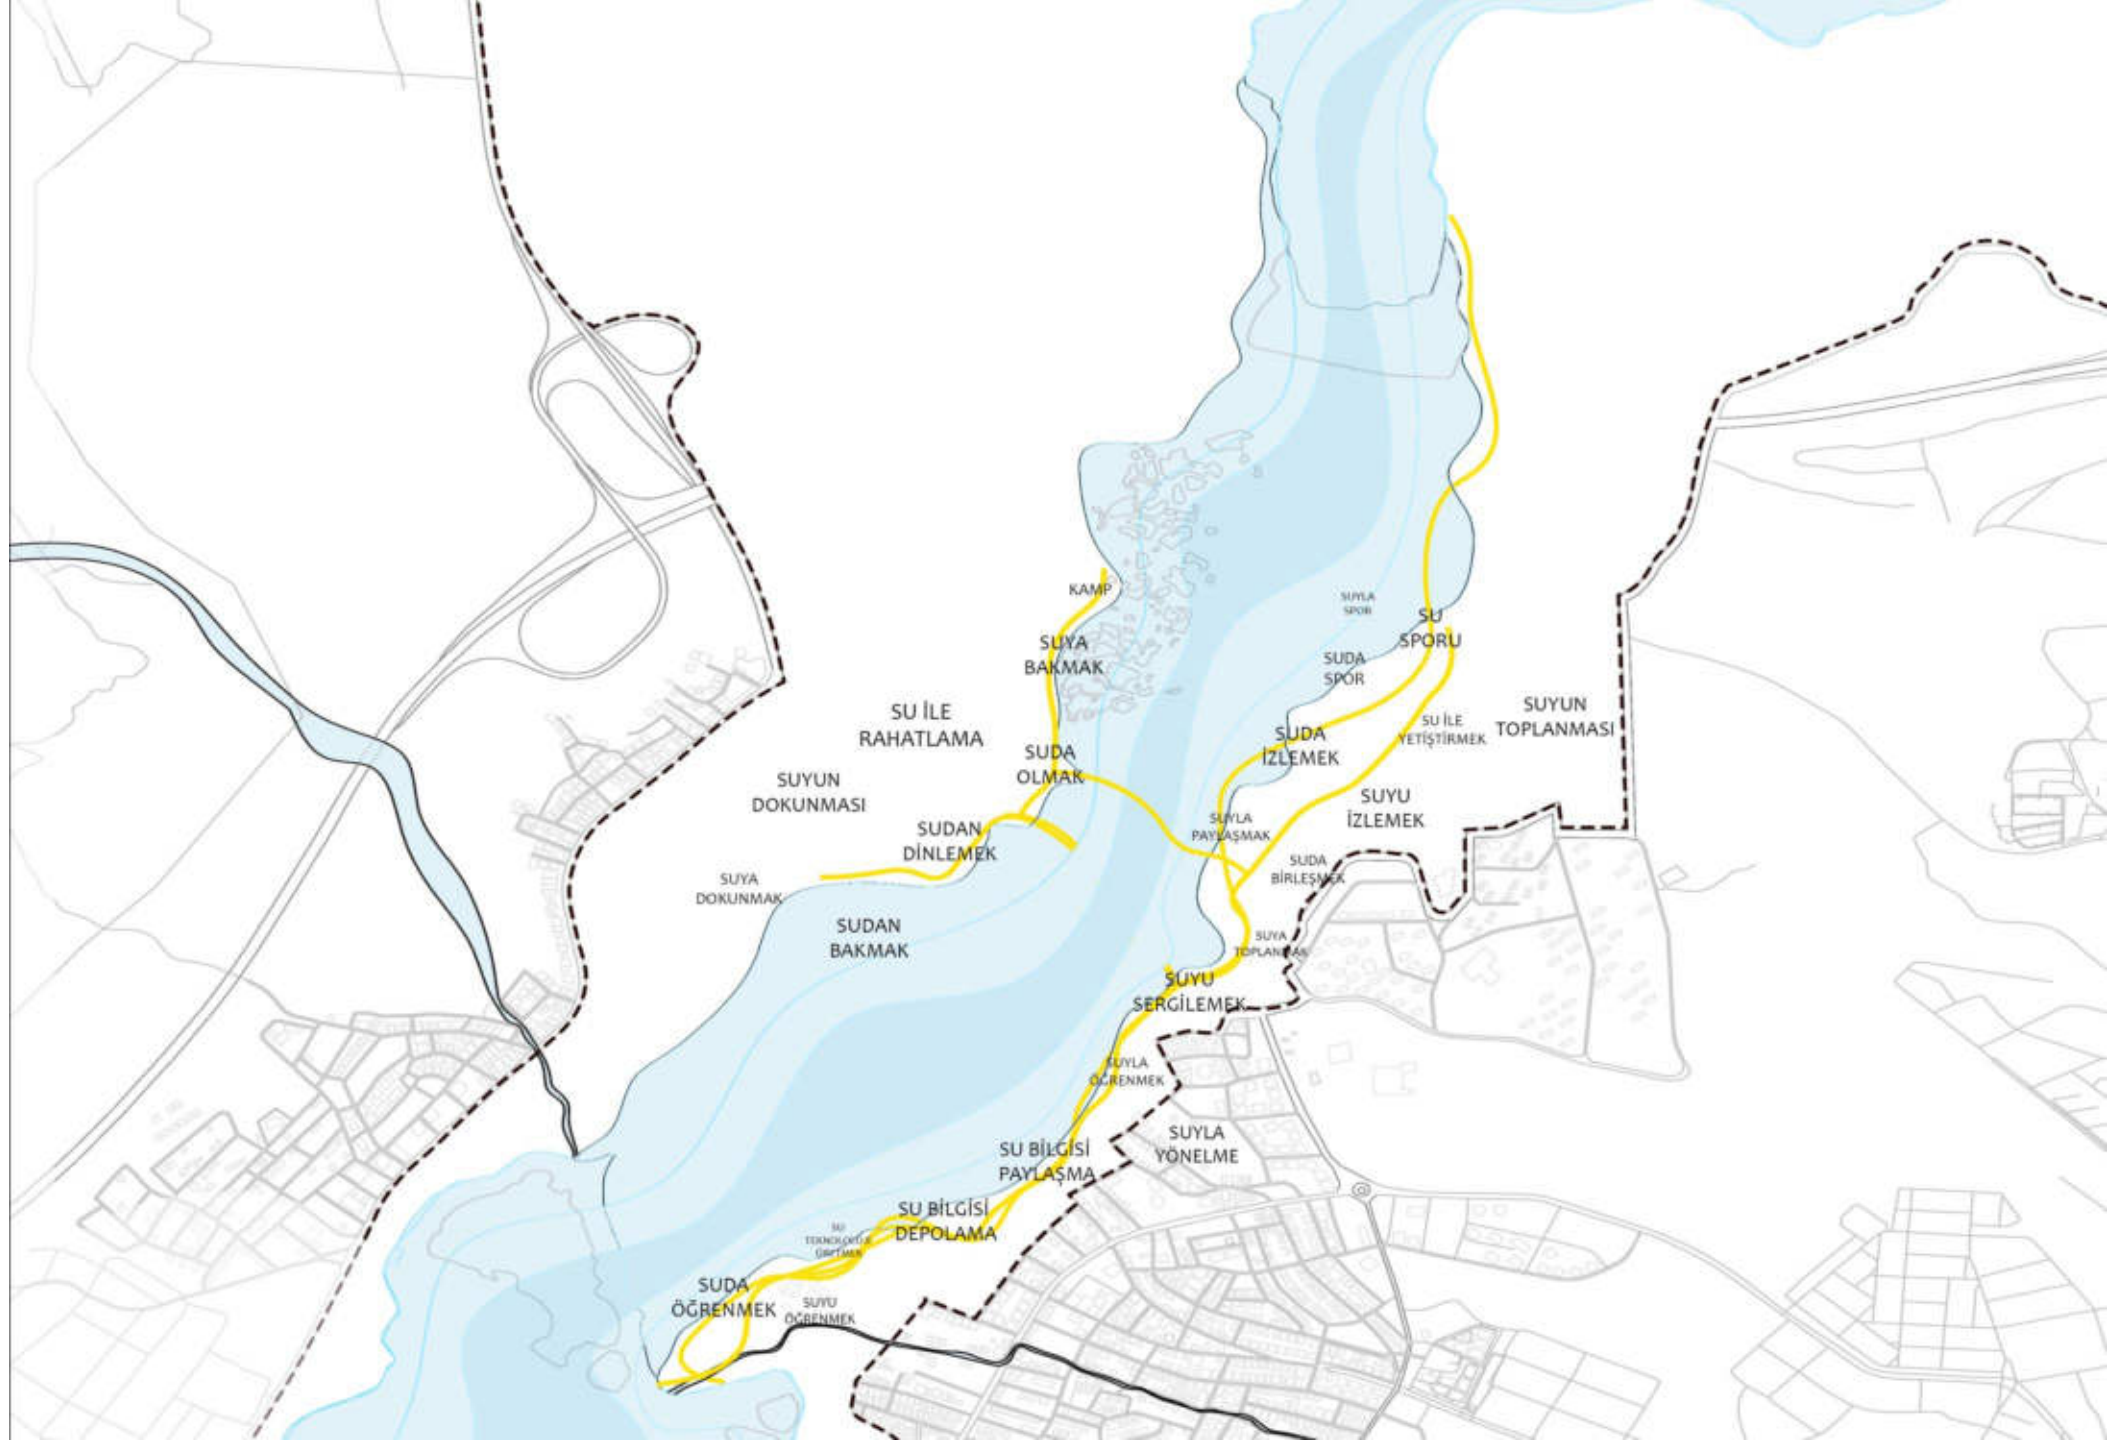 KAMP
SUYLA
SPOR
SU
SPORU
SUYA
BAKMAK
SUDA
SPOR
SU İLE
RAHATLAMA
SUYUN
TOPLANMASI
SU İLE
YETİŞTİRMEK
SUDA
İZLEMEK
SUDA
OLMAK
SUYUN
DOKUNMASI
SUYU
İZLEMEK
SUYLA
PAYLAŞMAK
SUDAN
DİNLEMEK
SUDA
BİRLEŞMEK
SUYA
DOKUNMAK
SUDAN
BAKMAK
SUYA
TOPLANMAK
SUYU
SERGİLEMEK
SUYLA
ÖĞRENMEK
SUYLA
YÖNELME
SU BİLGİSİ
PAYLAŞMA
SU BİLGİSİ
DEPOLAMA
SU
SUDA
ÖĞRENMEK
SUYU
ÖĞRENMEK